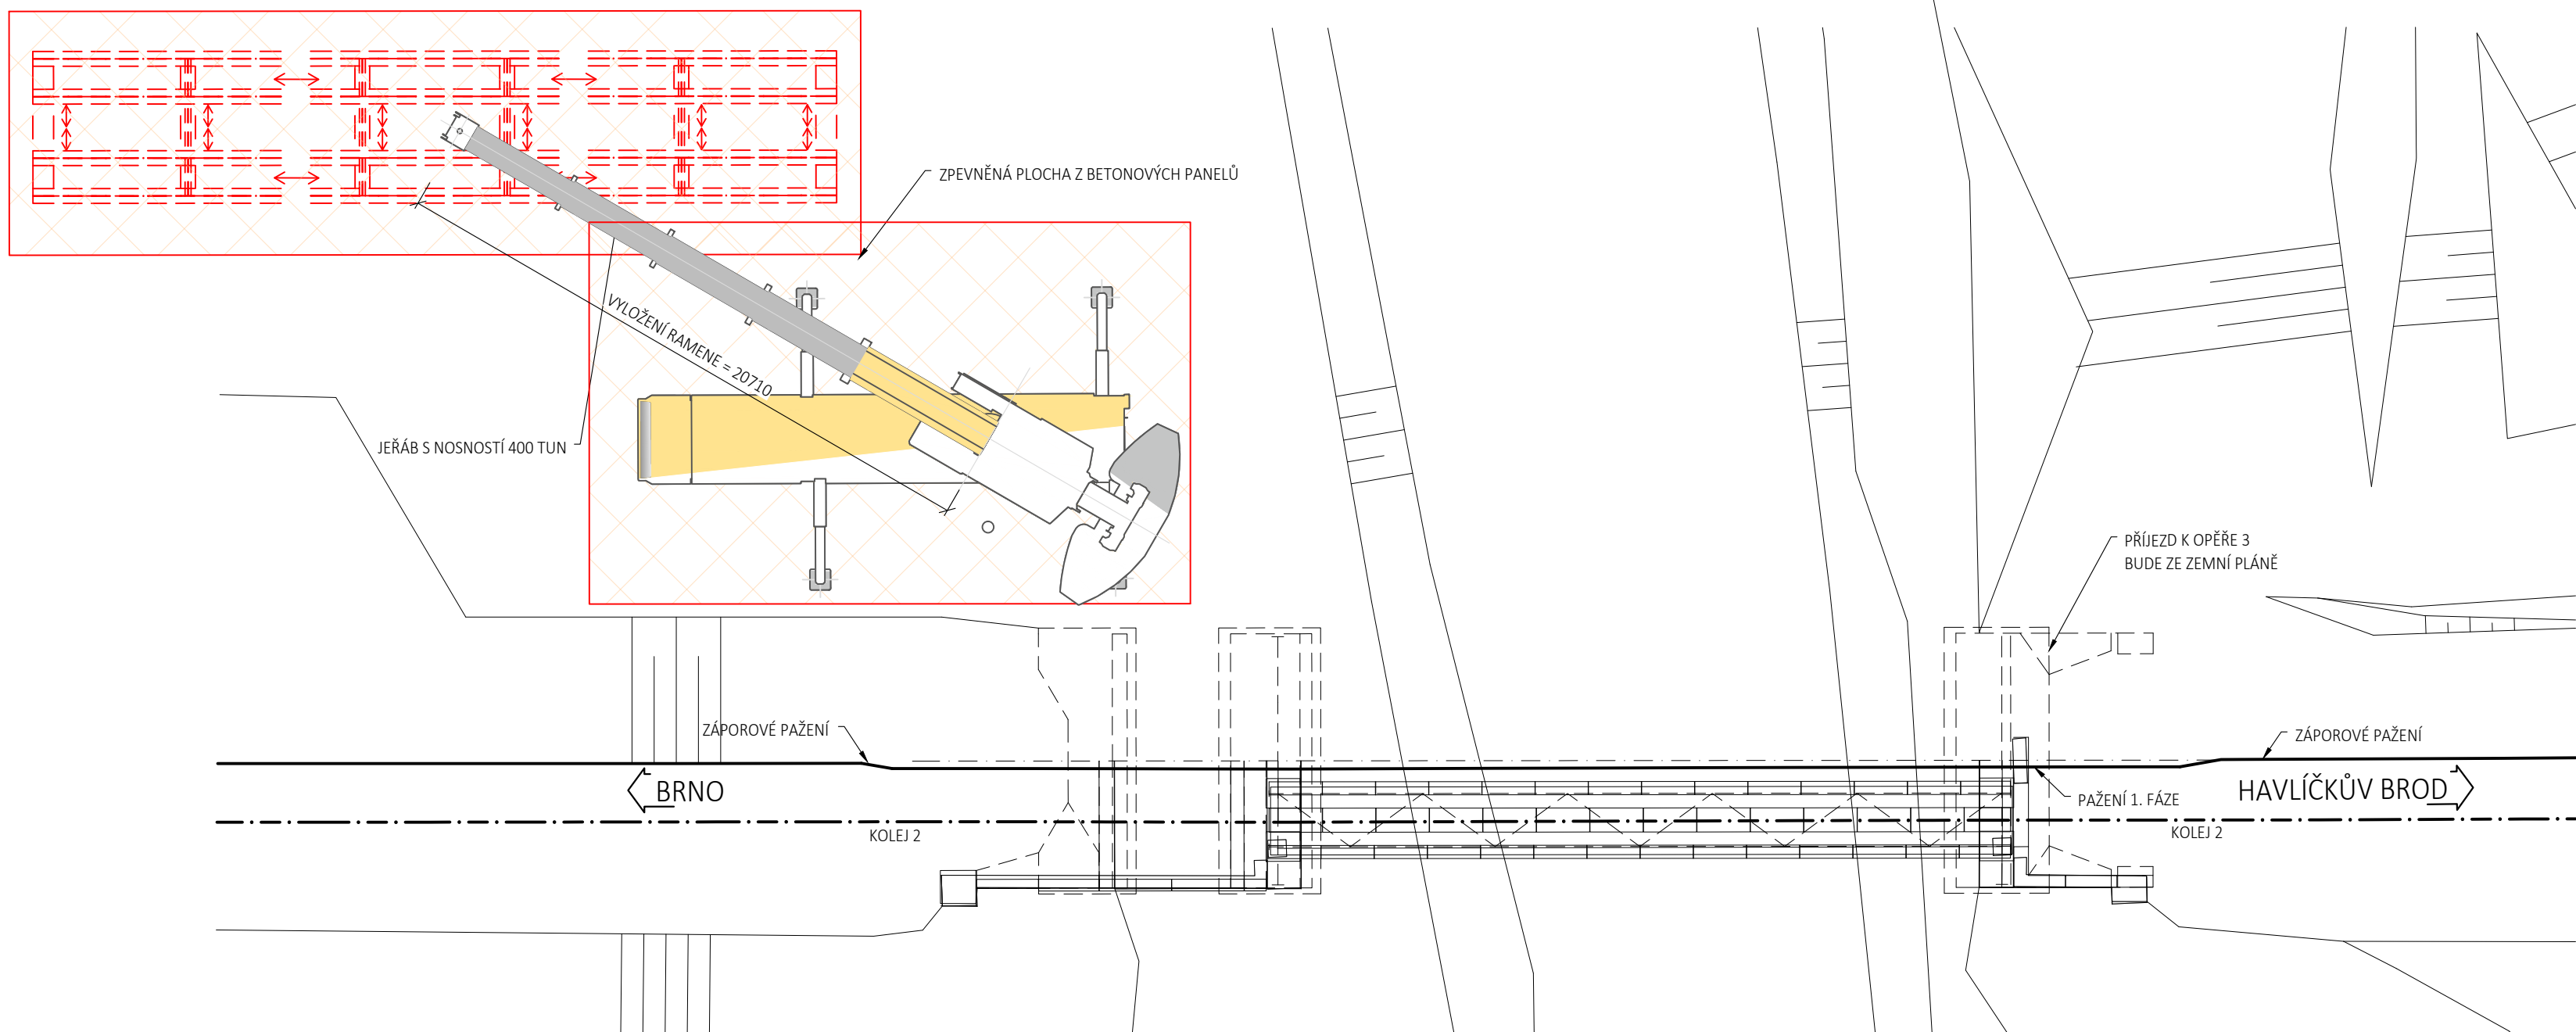 ZPEVNĚNÁ PLOCHA Z BETONOVÝCH PANELŮ
VYLOŽENÍ RAMENE = 20710
JEŘÁB S NOSNOSTÍ 400 TUN
PŘÍJEZD K OPĚŘE 3
BUDE ZE ZEMNÍ PLÁNĚ
ZÁPOROVÉ PAŽENÍ
ZÁPOROVÉ PAŽENÍ
BRNO
HAVLÍČKŮV BROD
PAŽENÍ 1. FÁZE
KOLEJ 2
KOLEJ 2